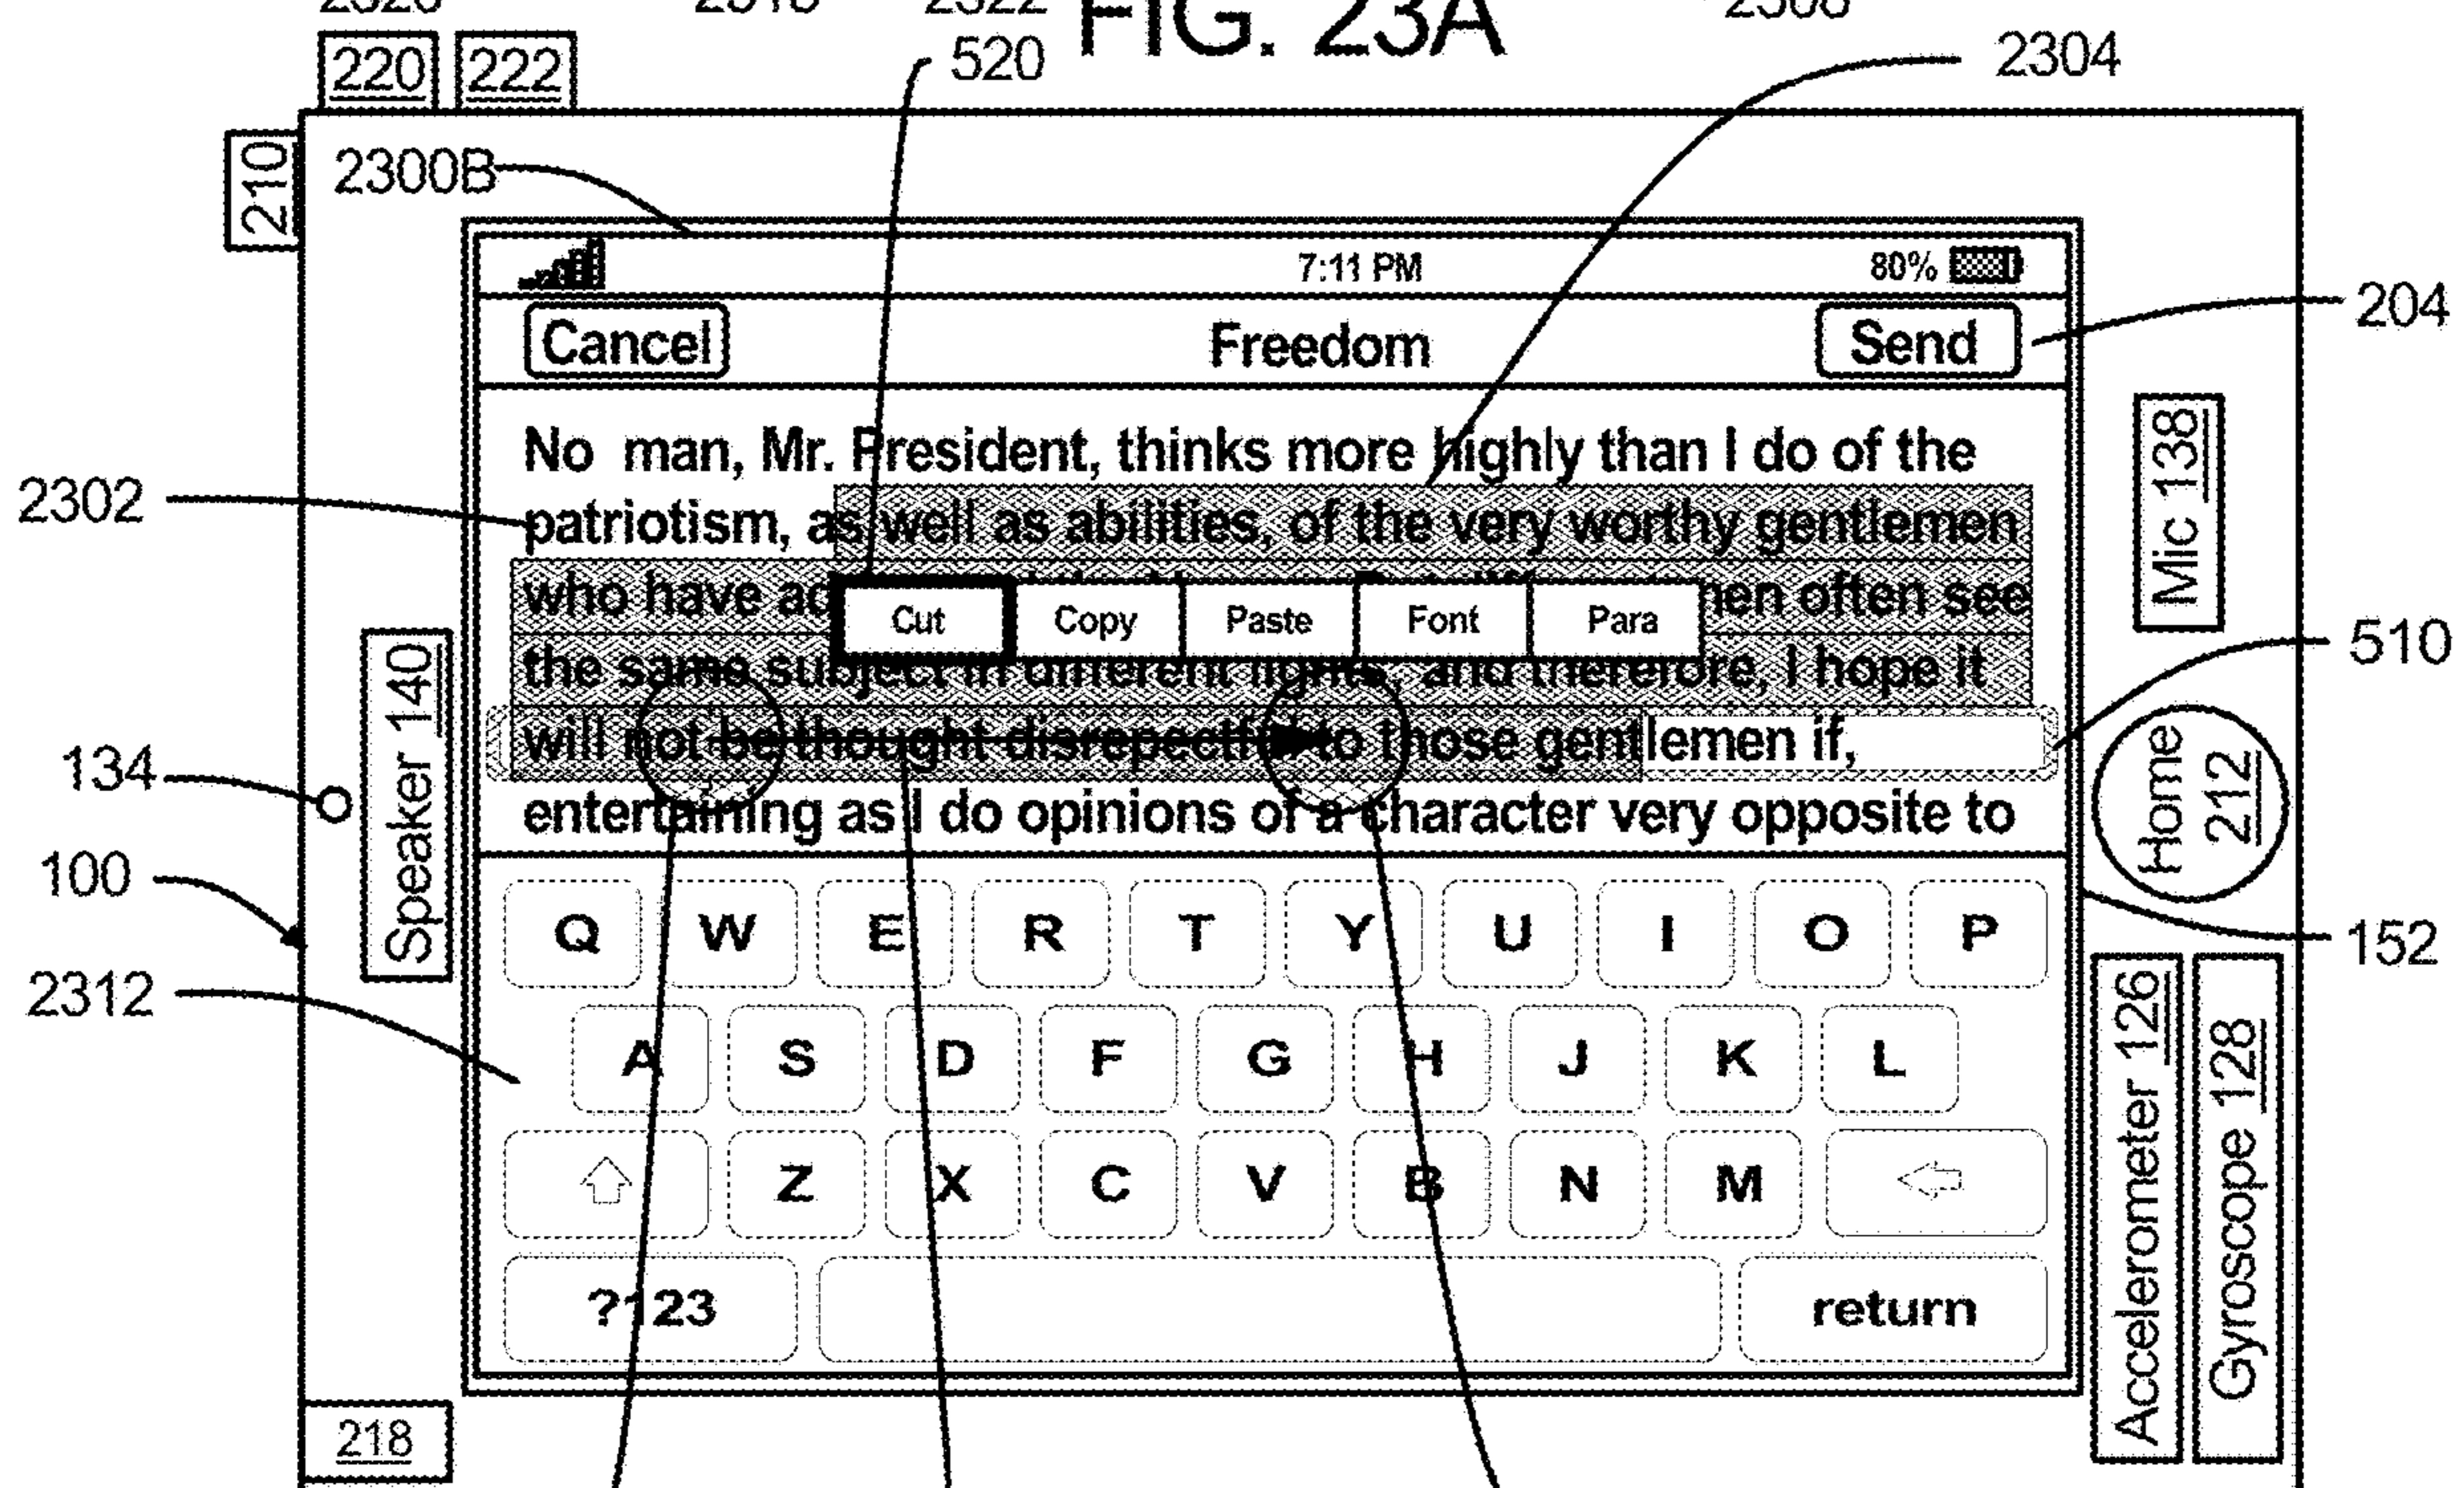 FIG. 23A
520
2304
220 222
210
2300B
7:11 PM 80%
204
Cancel Freedom Send
No man, Mr. President, thinks more highly than I do of the
2302
patriotism, as well as abilities, of the very worthy gentlemen
who have ad men often see
Cut Copy Paste Font Para
the same subject in different lights, and therefore, I hope it
will not be thought disrepectful to those gentlemen if,
entertaining as I do opinions of a character very opposite to
Mic 138
510
Speaker 140
134
Home
212
100
152
2312
Q W E R T Y U I O P
A S D F G H J K L
Z X C V B N M
?123 return
Accelerometer 126
Gyroscope 128
218